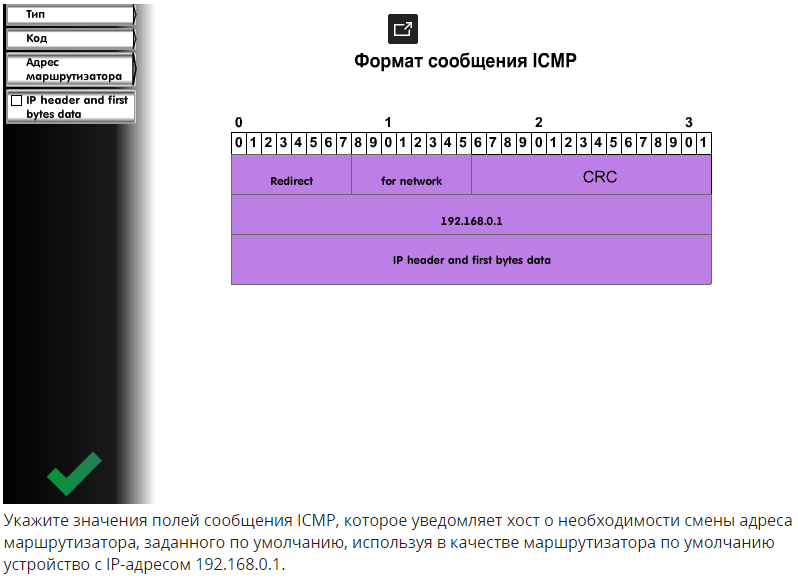 Тип
Код
Адрес
маршрутизатора
IP header and first
bytes data
Формат сообщения ICMP
0 1 2 3
0 1 2 3 4 5 6 7 8 9 0 1 2 3 4 5 6 7 8 9 0 1 2 3 4 5 6 7 8 9 0 1
Redirect for network CRC
192.168.0.1
IP header and first bytes data
Укажите значения полей сообщения ICMP, которое уведомляет хост о необходимости смены адреса
маршрутизатора, заданного по умолчанию, используя в качестве маршрутизатора по умолчанию
устройство с IP-адресом 192.168.0.1.